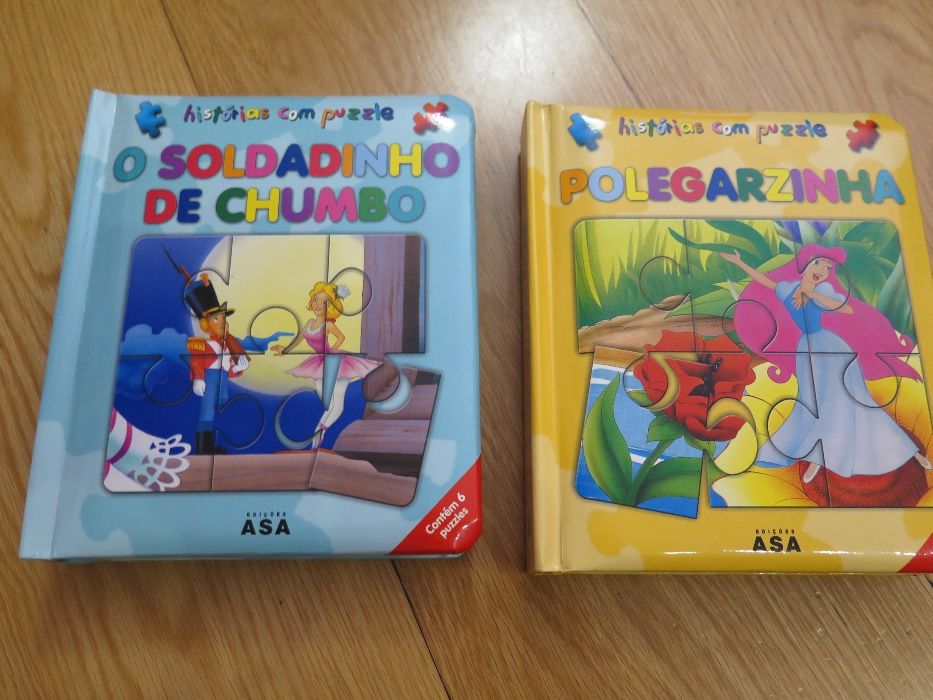 histórias com puzzle
O SOLDADINHO
DE CHUMBO
EDIÇÕES
ASA
Contém 6
puzzles
histórias com puzzle
POLEGARZINHA
EDIÇÕES
ASA